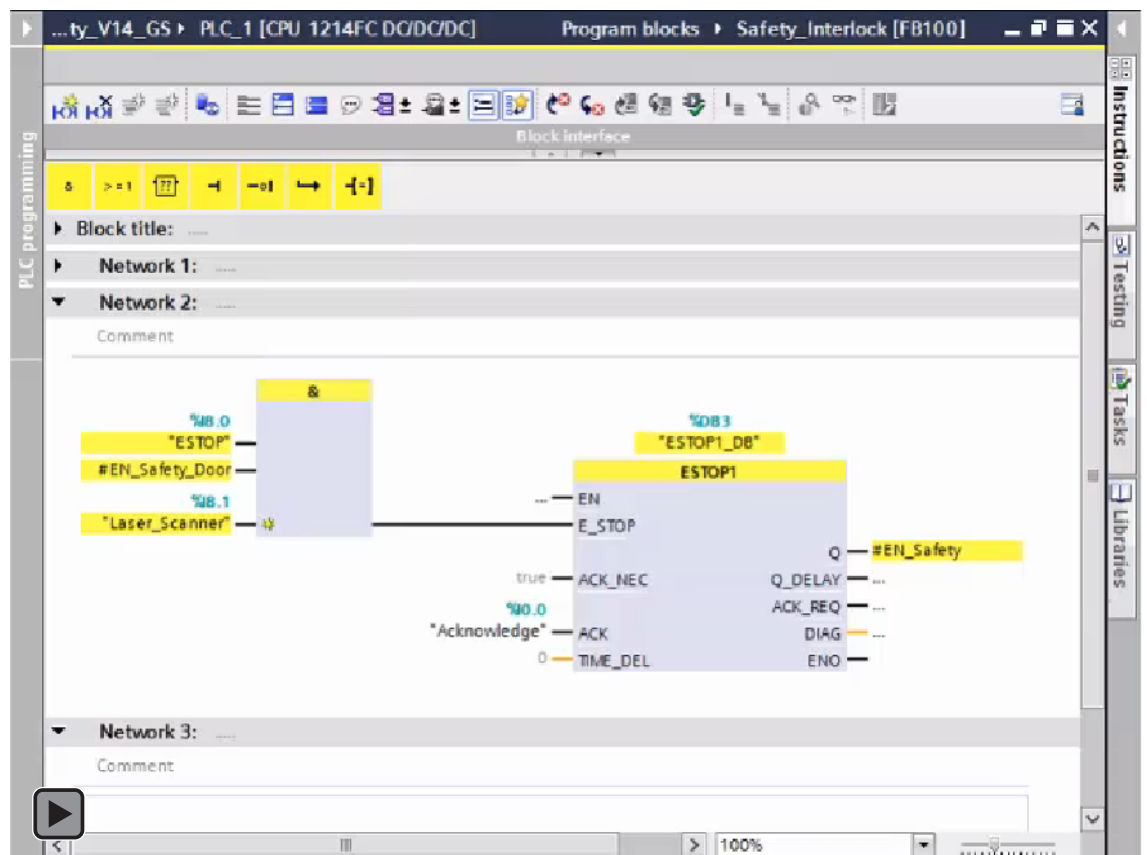 ...ty_V14_GS ▸ PLC_1 [CPU 1214FC DC/DC/DC] Program blocks ▸ Safety_Interlock [FB100]
Block interface
& >=1 ??
PLC programming
Instructions
Testing
Tasks
Libraries
Block title: .....
Network 1: .....
Network 2: .....
Comment
&
%I8.0
"ESTOP"
#EN_Safety_Door
%I8.1
"Laser_Scanner"
%DB3
"ESTOP1_DB"
ESTOP1
... EN
E_STOP
Q #EN_Safety
true ACK_NEC Q_DELAY ...
%I0.0
ACK_REQ ...
"Acknowledge" ACK DIAG ...
0 TIME_DEL ENO
Network 3: .....
Comment
100%